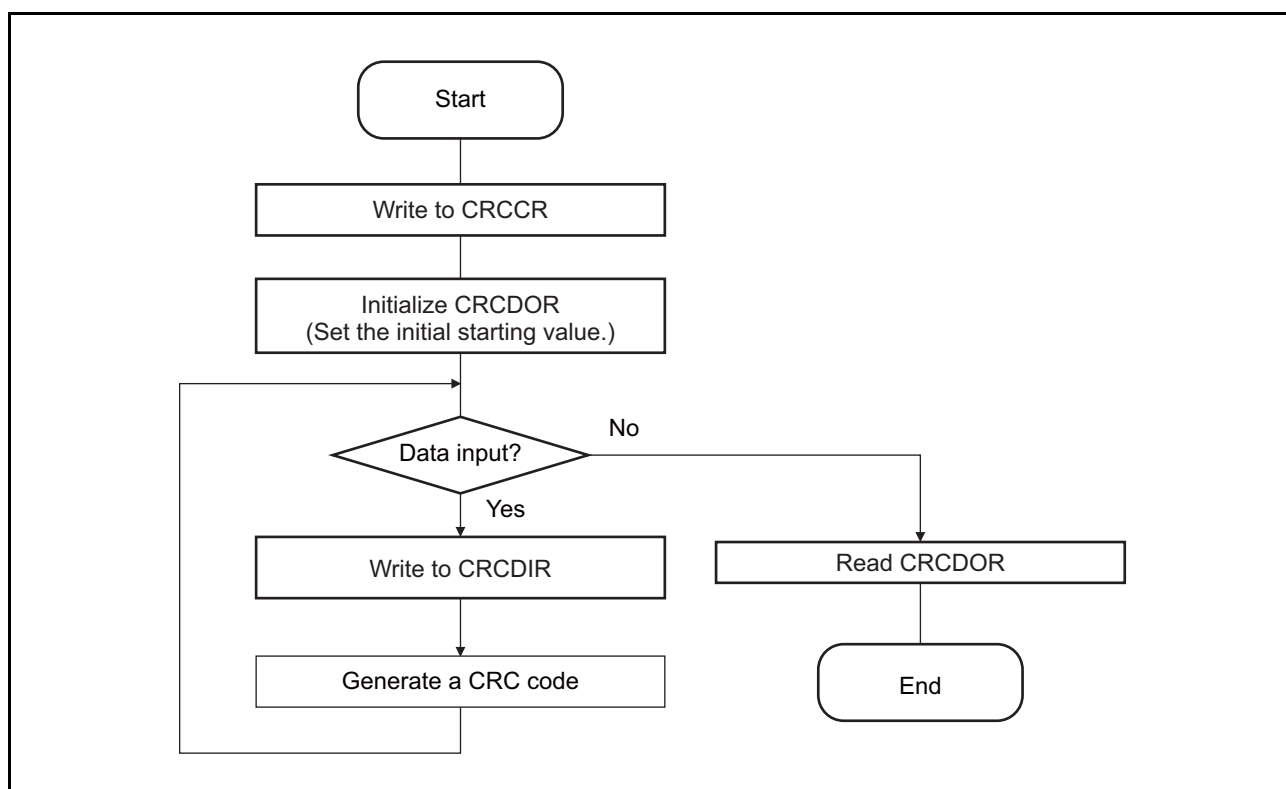 Start
Write to CRCCR
Initialize CRCDOR
(Set the initial starting value.)
Data input?
No
Yes
Write to CRCDIR
Read CRCDOR
Generate a CRC code
End